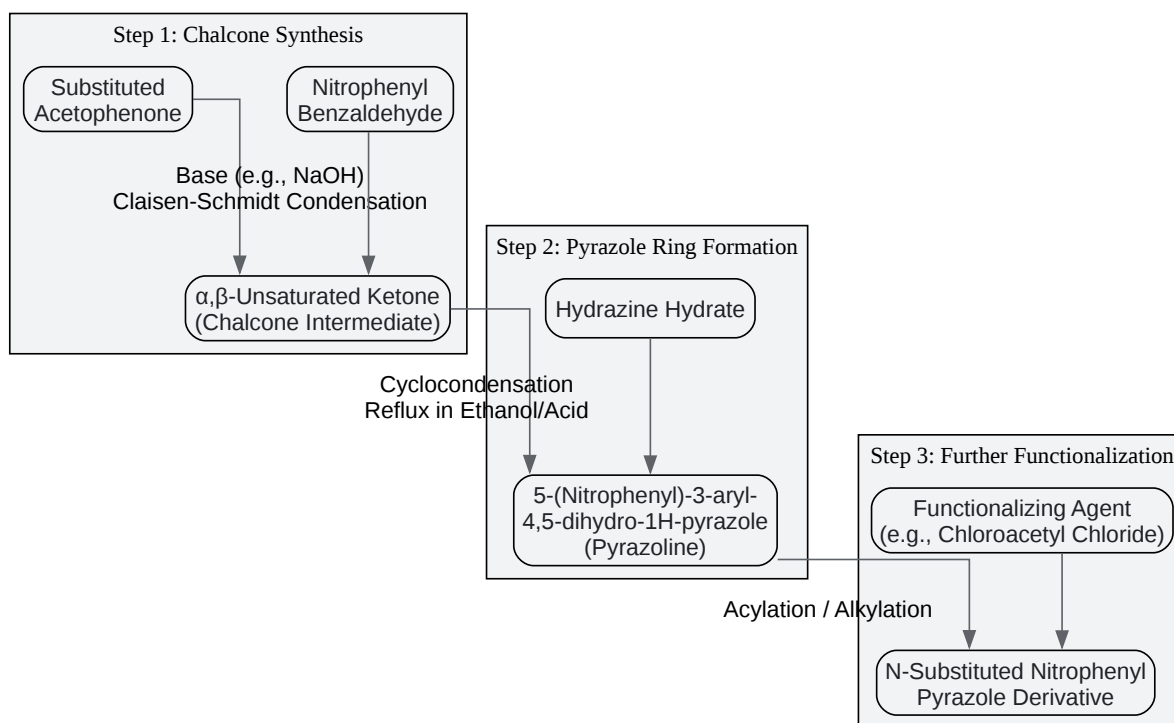 Step 1: Chalcone Synthesis
Substituted
Acetophenone
Nitrophenyl
Benzaldehyde
Base (e.g., NaOH)
Claisen-Schmidt Condensation
α,β-Unsaturated Ketone
(Chalcone Intermediate)
Step 2: Pyrazole Ring Formation
Hydrazine Hydrate
Cyclocondensation
Reflux in Ethanol/Acid
5-(Nitrophenyl)-3-aryl-
4,5-dihydro-1H-pyrazole
(Pyrazoline)
Step 3: Further Functionalization
Functionalizing Agent
(e.g., Chloroacetyl Chloride)
Acylation / Alkylation
N-Substituted Nitrophenyl
Pyrazole Derivative